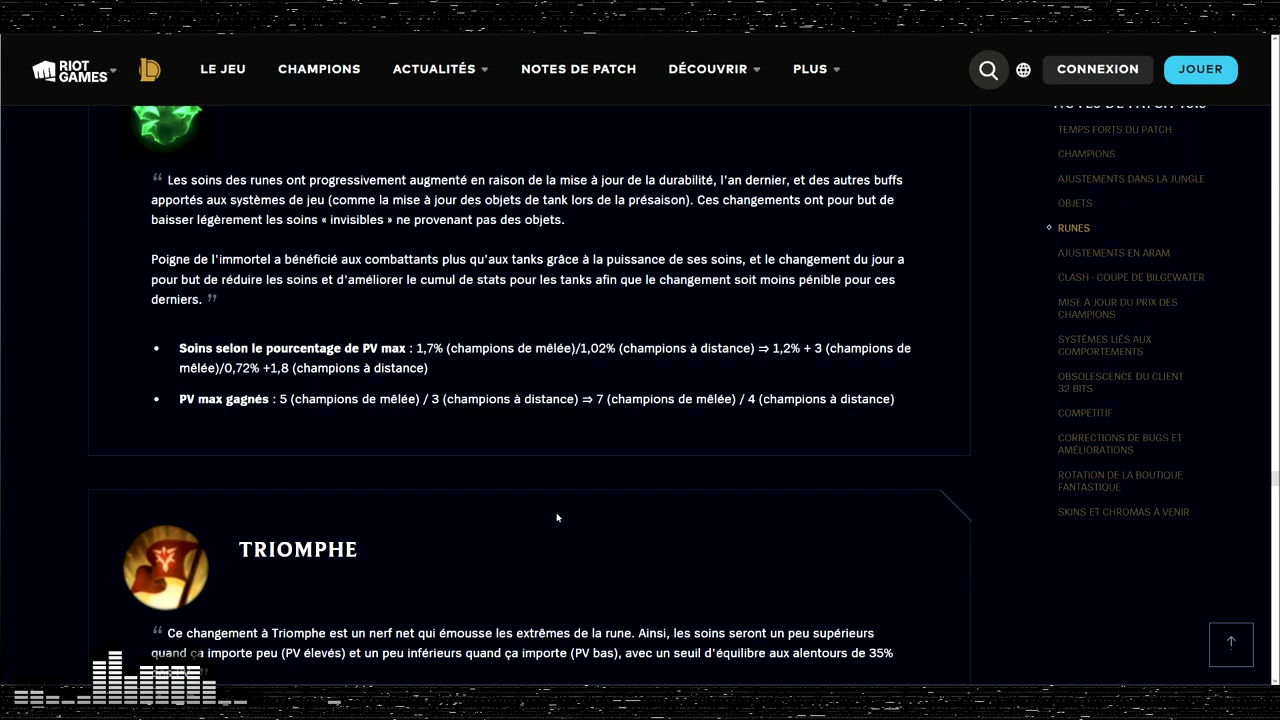 RIOT
GAMES
LE JEU
CHAMPIONS
ACTUALITÉS
NOTES DE PATCH
DÉCOUVRIR
PLUS
CONNEXION
JOUER
“ Les soins des runes ont progressivement augmenté en raison de la mise à jour de la durabilité, l'an dernier, et des autres buffs
apportés aux systèmes de jeu (comme la mise à jour des objets de tank lors de la présaison). Ces changements ont pour but de
baisser légèrement les soins « invisibles » ne provenant pas des objets.
Poigne de l'immortel a bénéficié aux combattants plus qu'aux tanks grâce à la puissance de ses soins, et le changement du jour a
pour but de réduire les soins et d'améliorer le cumul de stats pour les tanks afin que le changement soit moins pénible pour ces
derniers. ”
• Soins selon le pourcentage de PV max : 1,7% (champions de mêlée)/1,02% (champions à distance) ⇒ 1,2% + 3 (champions de
mêlée)/0,72% +1,8 (champions à distance)
• PV max gagnés : 5 (champions de mêlée) / 3 (champions à distance) ⇒ 7 (champions de mêlée) / 4 (champions à distance)
TRIOMPHE
“ Ce changement à Triomphe est un nerf net qui émousse les extrêmes de la rune. Ainsi, les soins seront un peu supérieurs
quand ça importe peu (PV élevés) et un peu inférieurs quand ça importe (PV bas), avec un seuil d'équilibre aux alentours de 35%
NOTES DE PATCH
TEMPS FORTS DU PATCH
CHAMPIONS
AJUSTEMENTS DANS LA JUNGLE
OBJETS
RUNES
AJUSTEMENTS EN ARAM
CLASH - COUPE DE BILGEWATER
MISE À JOUR DU PRIX DES
CHAMPIONS
SYSTÈMES LIÉS AUX
COMPORTEMENTS
OBSOLESCENCE DU CLIENT
32 BITS
COMPÉTITIF
CORRECTIONS DE BUGS ET
AMÉLIORATIONS
ROTATION DE LA BOUTIQUE
FANTASTIQUE
SKINS ET CHROMAS À VENIR